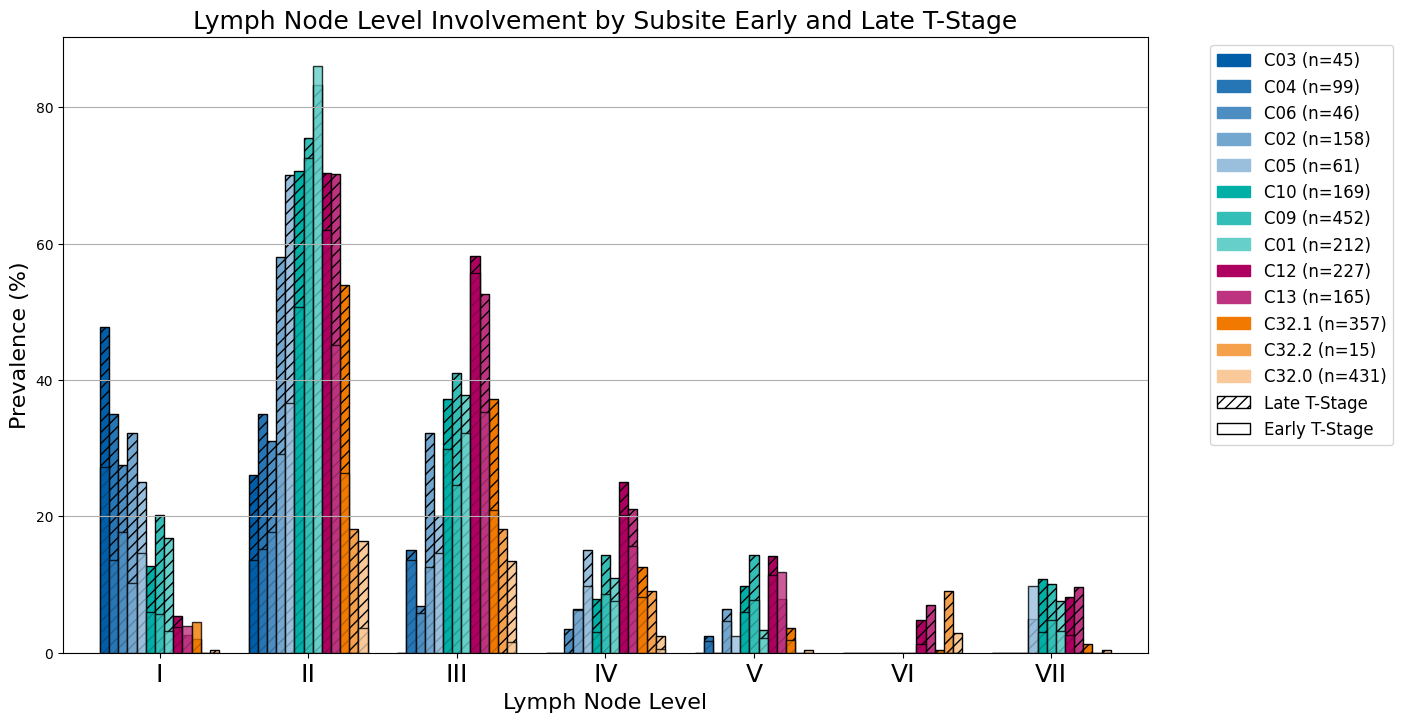 Lymph Node Level Involvement by Subsite Early and Late T-Stage
Prevalence (%)
80
60
40
20
0
I II III IV V VI VII
Lymph Node Level
C03 (n=45)
C04 (n=99)
C06 (n=46)
C02 (n=158)
C05 (n=61)
C10 (n=169)
C09 (n=452)
C01 (n=212)
C12 (n=227)
C13 (n=165)
C32.1 (n=357)
C32.2 (n=15)
C32.0 (n=431)
Late T-Stage
Early T-Stage